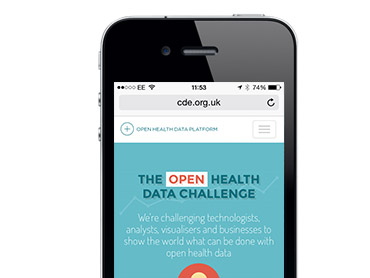 EE 11:53 74%
cde.org.uk
OPEN HEALTH DATA PLATFORM
THE OPEN HEALTH
DATA CHALLENGE
We're challenging technologists,
analysts, visualisers and businesses to
show the world what can be done with
open health data